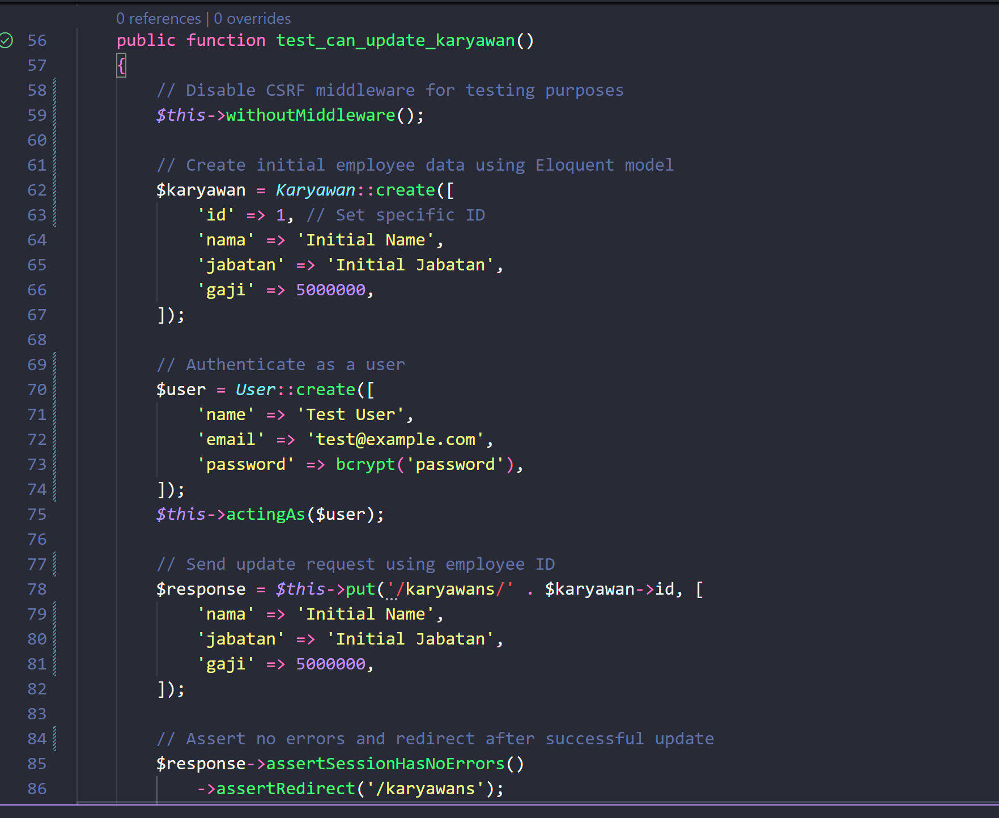 0 references | 0 overrides
56 public function test_can_update_karyawan()
57 {
58 // Disable CSRF middleware for testing purposes
59 $this->withoutMiddleware();
60
61 // Create initial employee data using Eloquent model
62 $karyawan = Karyawan::create([
63 'id' => 1, // Set specific ID
64 'nama' => 'Initial Name',
65 'jabatan' => 'Initial Jabatan',
66 'gaji' => 5000000,
67 ]);
68
69 // Authenticate as a user
70 $user = User::create([
71 'name' => 'Test User',
72 'email' => 'test@example.com',
73 'password' => bcrypt('password'),
74 ]);
75 $this->actingAs($user);
76
77 // Send update request using employee ID
78 $response = $this->put('/karyawans/' . $karyawan->id, [
79 'nama' => 'Initial Name',
80 'jabatan' => 'Initial Jabatan',
81 'gaji' => 5000000,
82 ]);
83
84 // Assert no errors and redirect after successful update
85 $response->assertSessionHasNoErrors()
86 ->assertRedirect('/karyawans');